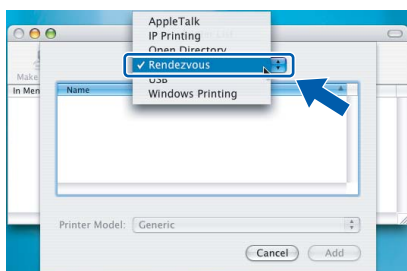 AppleTalk
IP Printing
Open Directory
✓ Rendezvous
USB
Windows Printing
Make
In Men
Name
Printer Model: Generic
Cancel Add